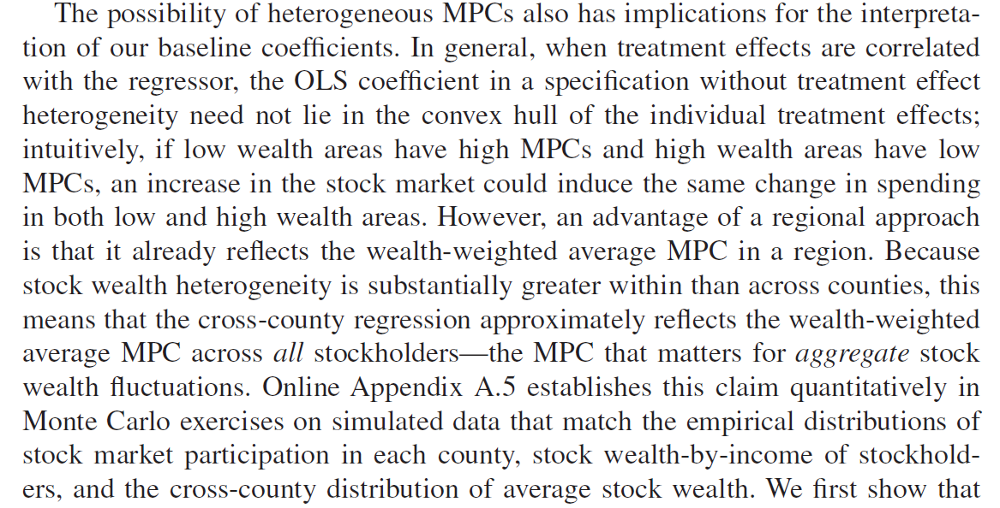 The possibility of heterogeneous MPCs also has implications for the interpreta-
tion of our baseline coefficients. In general, when treatment effects are correlated
with the regressor, the OLS coefficient in a specification without treatment effect
heterogeneity need not lie in the convex hull of the individual treatment effects;
intuitively, if low wealth areas have high MPCs and high wealth areas have low
MPCs, an increase in the stock market could induce the same change in spending
in both low and high wealth areas. However, an advantage of a regional approach
is that it already reflects the wealth-weighted average MPC in a region. Because
stock wealth heterogeneity is substantially greater within than across counties, this
means that the cross-county regression approximately reflects the wealth-weighted
average MPC across all stockholders—the MPC that matters for aggregate stock
wealth fluctuations. Online Appendix A.5 establishes this claim quantitatively in
Monte Carlo exercises on simulated data that match the empirical distributions of
stock market participation in each county, stock wealth-by-income of stockhold-
ers, and the cross-county distribution of average stock wealth. We first show that